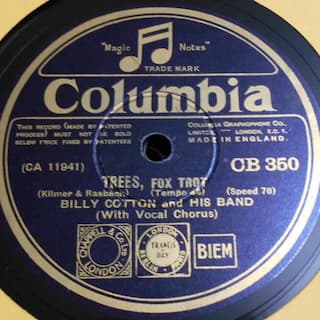 "Magic Notes"
TRADE MARK
Columbia
THIS RECORD (MADE BY PATENTED
PROCESS) MUST NOT BE SOLD
BELOW PRICE FIXED BY PATENTEES
COLUMBIA GRAPHOPHONE CO.
LIMITED - LONDON, E.C.1.
MADE IN ENGLAND.
(CA 11941)
CB 350
TREES, FOX TROT
(Kilmer & Rasbach) (Tempo 46) (Speed 78)
BILLY COTTON and HIS BAND
(With Vocal Chorus)
CHAPPELL & Co Ltd
LONDON
LONDON
FRANCIS
DAY
BERLIN
PARIS
BIEM